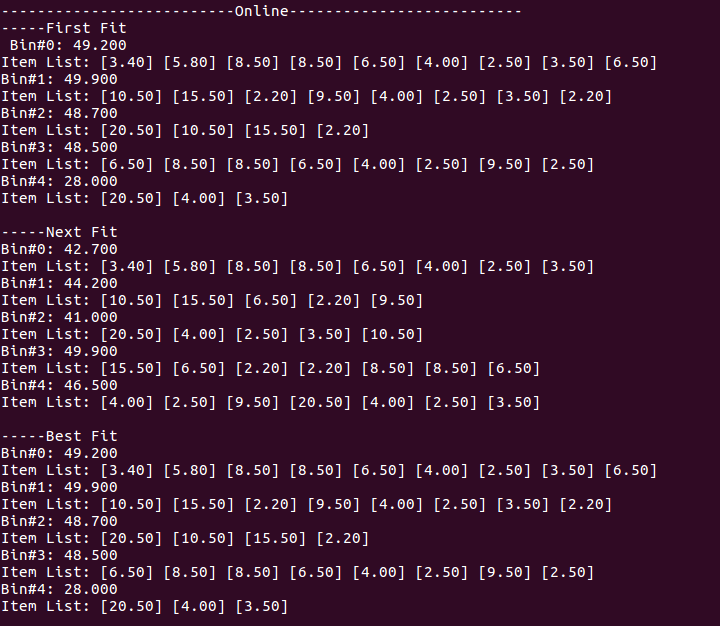 --------------------------Online--------------------------
-----First Fit
 Bin#0: 49.200
Item List: [3.40] [5.80] [8.50] [8.50] [6.50] [4.00] [2.50] [3.50] [6.50]
Bin#1: 49.900
Item List: [10.50] [15.50] [2.20] [9.50] [4.00] [2.50] [3.50] [2.20]
Bin#2: 48.700
Item List: [20.50] [10.50] [15.50] [2.20]
Bin#3: 48.500
Item List: [6.50] [8.50] [8.50] [6.50] [4.00] [2.50] [9.50] [2.50]
Bin#4: 28.000
Item List: [20.50] [4.00] [3.50]

-----Next Fit
Bin#0: 42.700
Item List: [3.40] [5.80] [8.50] [8.50] [6.50] [4.00] [2.50] [3.50]
Bin#1: 44.200
Item List: [10.50] [15.50] [6.50] [2.20] [9.50]
Bin#2: 41.000
Item List: [20.50] [4.00] [2.50] [3.50] [10.50]
Bin#3: 49.900
Item List: [15.50] [6.50] [2.20] [2.20] [8.50] [8.50] [6.50]
Bin#4: 46.500
Item List: [4.00] [2.50] [9.50] [20.50] [4.00] [2.50] [3.50]

-----Best Fit
Bin#0: 49.200
Item List: [3.40] [5.80] [8.50] [8.50] [6.50] [4.00] [2.50] [3.50] [6.50]
Bin#1: 49.900
Item List: [10.50] [15.50] [2.20] [9.50] [4.00] [2.50] [3.50] [2.20]
Bin#2: 48.700
Item List: [20.50] [10.50] [15.50] [2.20]
Bin#3: 48.500
Item List: [6.50] [8.50] [8.50] [6.50] [4.00] [2.50] [9.50] [2.50]
Bin#4: 28.000
Item List: [20.50] [4.00] [3.50]